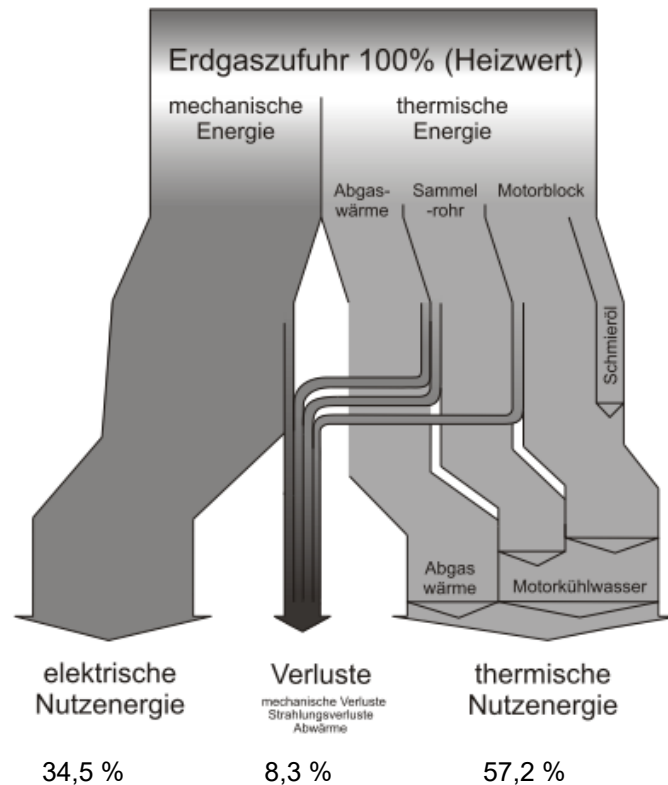 Erdgaszufuhr 100% (Heizwert)
mechanische
Energie
thermische
Energie
Abgas-
wärme
Sammel
-rohr
Motorblock
Schmieröl
Abgas
wärme
Motorkühlwasser
elektrische
Nutzenergie
Verluste
mechanische Verluste
Strahlungsverluste
Abwärme
thermische
Nutzenergie
34,5 %
8,3 %
57,2 %